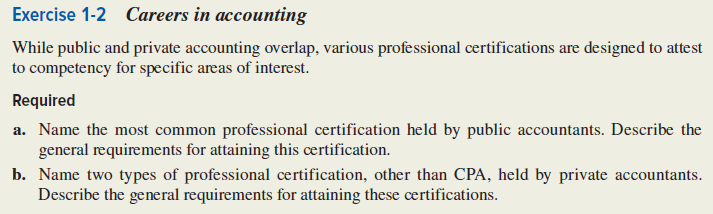 Exercise 1-2 Careers in accounting
While public and private accounting overlap, various professional certifications are designed to attest
to competency for specific areas of interest.
Required
a. Name the most common professional certification held by public accountants. Describe the
general requirements for attaining this certification.
b. Name two types of professional certification, other than CPA, held by private accountants.
Describe the general requirements for attaining these certifications.